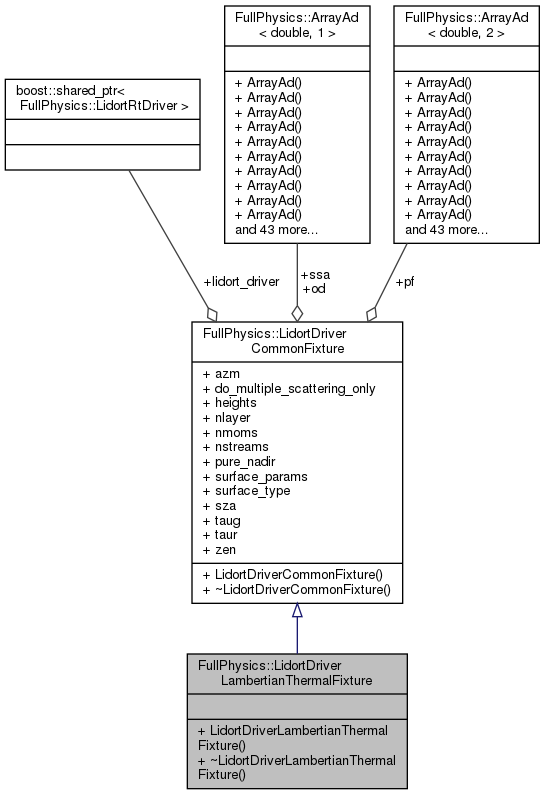 FullPhysics::ArrayAd
< double, 1 >
+ ArrayAd()
+ ArrayAd()
+ ArrayAd()
+ ArrayAd()
+ ArrayAd()
+ ArrayAd()
+ ArrayAd()
+ ArrayAd()
+ ArrayAd()
+ ArrayAd()
and 43 more...
FullPhysics::ArrayAd
< double, 2 >
+ ArrayAd()
+ ArrayAd()
+ ArrayAd()
+ ArrayAd()
+ ArrayAd()
+ ArrayAd()
+ ArrayAd()
+ ArrayAd()
+ ArrayAd()
+ ArrayAd()
and 43 more...
boost::shared_ptr<
FullPhysics::LidortRtDriver >
+lidort_driver
+ssa
+od
+pf
FullPhysics::LidortDriver
CommonFixture
+ azm
+ do_multiple_scattering_only
+ heights
+ nlayer
+ nmoms
+ nstreams
+ pure_nadir
+ surface_params
+ surface_type
+ sza
+ taug
+ taur
+ zen
+ LidortDriverCommonFixture()
+ ~LidortDriverCommonFixture()
FullPhysics::LidortDriver
LambertianThermalFixture
+ LidortDriverLambertianThermal
Fixture()
+ ~LidortDriverLambertianThermal
Fixture()